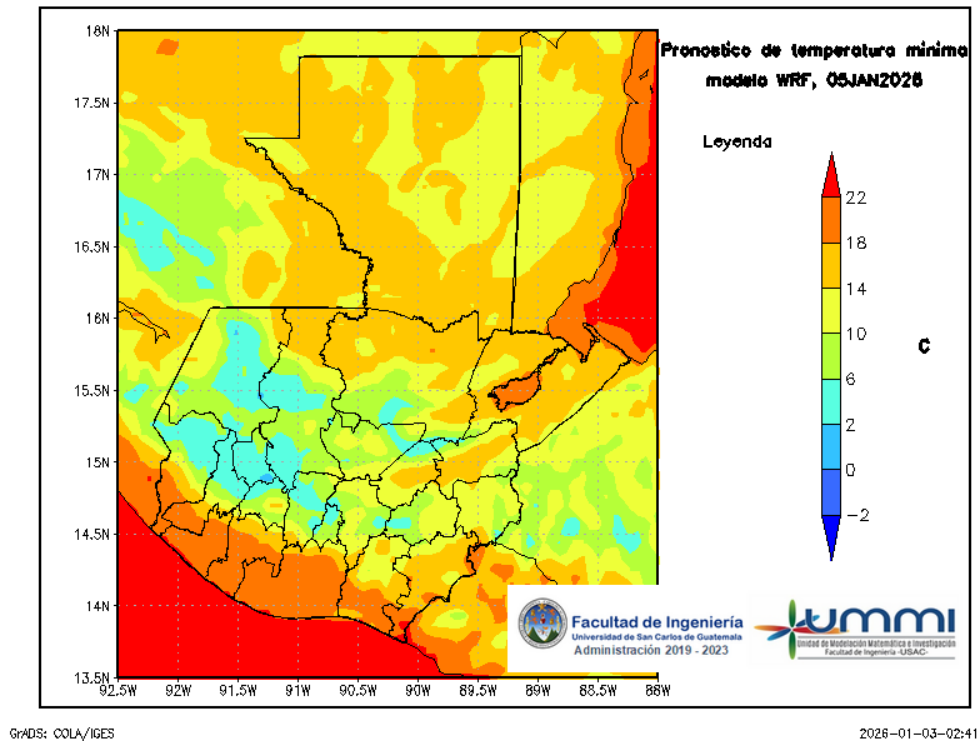 18N
17.5N
17N
16.5N
16N
15.5N
15N
14.5N
14N
13.5N
92.5W
92W
91.5W
91W
90.5W
90W
89.5W
89W
88.5W
88W
Pronostico de temperatura minima
modelo WRF, 05JAN2026
Leyenda
22
18
14
10
6
2
0
-2
C
Facultad de Ingeniería
Universidad de San Carlos de Guatemala
Administración 2019 - 2023
ummi
Unidad de Modelación Matemática e Investigación
Facultad de Ingeniería -USAC-
GrADS: COLA/IGES
2026-01-03-02:41